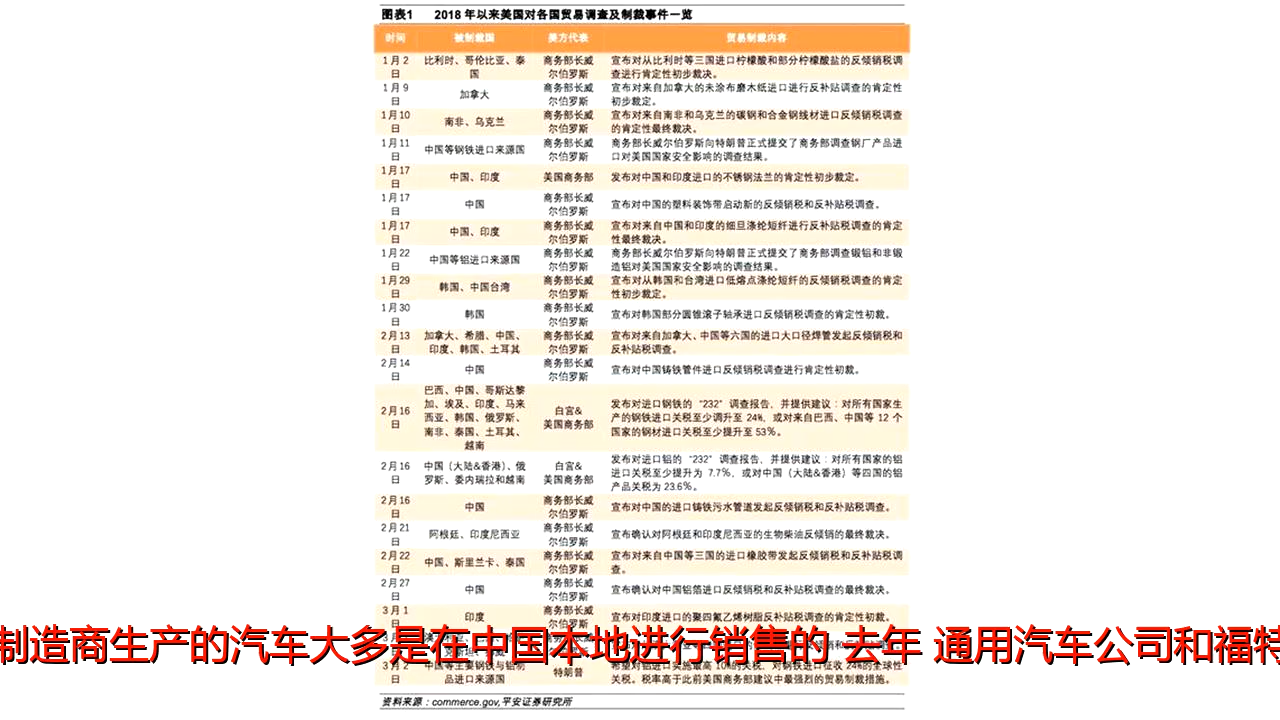 图表1 2018 年以来美国对各国贸易调查及制裁事件一览
时间 被制裁国 美方代表 贸易制裁内容
1月2日 比利时、哥伦比亚、泰国 商务部长威尔伯罗斯 宣布对从比利时等三国进口柠檬酸和部分柠檬酸盐的反倾销税调查进行肯定性初步裁决。
1月9日 加拿大 商务部长威尔伯罗斯 宣布对来自加拿大的未涂布磨木纸进口进行反补贴调查的肯定性初步裁定。
1月10日 南非、乌克兰 商务部长威尔伯罗斯 宣布对来自南非和乌克兰的碳钢和合金钢线材进口反倾销税调查的肯定性最终裁决。
1月11日 中国等钢铁进口来源国 商务部长威尔伯罗斯 商务部长威尔伯罗斯向特朗普正式提交了商务部调查钢厂产品进口对美国国家安全影响的调查结果。
1月17日 中国、印度 美国商务部 发布对中国和印度进口的不锈钢法兰的肯定性初步裁定。
1月17日 中国 商务部长威尔伯罗斯 宣布对中国的塑料装饰带启动新的反倾销税和反补贴税调查。
1月17日 中国、印度 商务部长威尔伯罗斯 宣布对来自中国和印度的细旦涤纶短纤进行反补贴税调查的肯定性最终裁决。
1月22日 中国等铝进口来源国 商务部长威尔伯罗斯 商务部长威尔伯罗斯向特朗普正式提交了商务部调查锻铝和非锻造铝对美国国家安全影响的调查结果。
1月29日 韩国、中国台湾 商务部长威尔伯罗斯 宣布对从韩国和台湾进口低熔点涤纶短纤的反倾销税调查的肯定性初步裁定。
1月30日 韩国 商务部长威尔伯罗斯 宣布对韩国部分圆锥滚子轴承进口反倾销税调查的肯定性初裁。
2月13日 加拿大、希腊、中国、印度、韩国、土耳其 商务部长威尔伯罗斯 宣布对来自加拿大、中国等六国的进口大口径焊管发起反倾销税和反补贴税调查。
2月14日 中国 商务部长威尔伯罗斯 宣布对中国铸铁管件进口反倾销税调查进行肯定性初裁。
2月16日 巴西、中国、哥斯达黎加、埃及、印度、马来西亚、韩国、俄罗斯、南非、泰国、土耳其、越南 白宫&美国商务部 发布对进口钢铁的“232”调查报告，并提供建议：对所有国家生产的钢铁进口关税至少调升至 24%，或对来自巴西、中国等 12 个国家的钢材进口关税至少提升至 53%。
2月16日 中国（大陆&香港）、俄罗斯、委内瑞拉和越南 白宫&美国商务部 发布对进口铝的“232”调查报告，并提供建议：对所有国家的铝进口关税至少提升为 7.7%，或对中国（大陆&香港）等四国的铝产品关税为 23.6%。
2月16日 中国 商务部长威尔伯罗斯 宣布对中国的进口铸铁污水管道发起反倾销税和反补贴税调查。
2月21日 阿根廷、印度尼西亚 商务部长威尔伯罗斯 宣布确认对阿根廷和印度尼西亚的生物柴油反倾销的最终裁决。
2月22日 中国、斯里兰卡、泰国 商务部长威尔伯罗斯 宣布对来自中国等三国的进口橡胶带发起反倾销税和反补贴税调查。
2月27日 中国 商务部长威尔伯罗斯 宣布确认对中国铝箔进口反倾销税和反补贴税调查的最终裁决。
3月1 印度 商务部长威尔伯罗斯 宣布对印度进口的聚四氟乙烯树脂反补贴税调查的肯定性初裁。
制造商生产的汽车大多是在中国本地进行销售的 去年 通用汽车公司和福特
3月2日 中国等主要钢铁与铝初品进口来源国 特朗普 希望对铝进口实施最高 10%的关税，对钢铁进口征收 24%的全球性关税。税率高于此前美国商务部建议中最强烈的贸易制裁措施。
资料来源：commerce.gov,平安证券研究所